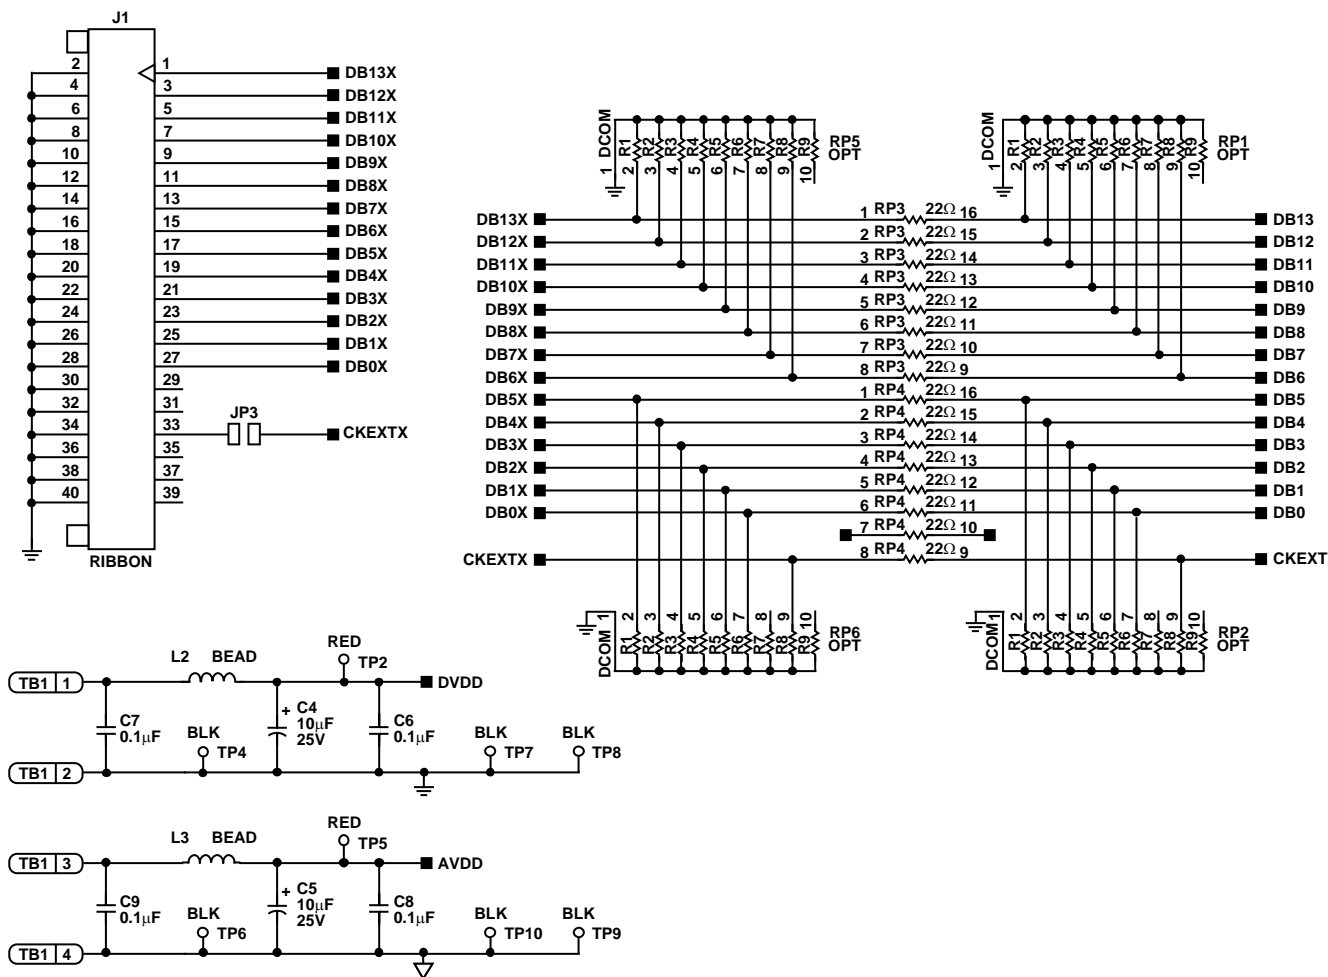 J1
2 1 DB13X
4 3 DB12X
6 5 DB11X
8 7 DB10X
10 9 DB9X
12 11 DB8X
14 13 DB7X
16 15 DB6X
18 17 DB5X
20 19 DB4X
22 21 DB3X
24 23 DB2X
26 25 DB1X
28 27 DB0X
30 29
32 31
34 33 JP3 CKEXTX
36 35
38 37
40 39
RIBBON
1 DCOM R1 R2 R3 R4 R5 R6 R7 R8 R9 RP5
OPT
2 3 4 5 6 7 8 9 10
1 DCOM R1 R2 R3 R4 R5 R6 R7 R8 R9 RP1
OPT
2 3 4 5 6 7 8 9 10
DB13X 1 RP3 22Ω 16 DB13
DB12X 2 RP3 22Ω 15 DB12
DB11X 3 RP3 22Ω 14 DB11
DB10X 4 RP3 22Ω 13 DB10
DB9X 5 RP3 22Ω 12 DB9
DB8X 6 RP3 22Ω 11 DB8
DB7X 7 RP3 22Ω 10 DB7
DB6X 8 RP3 22Ω 9 DB6
DB5X 1 RP4 22Ω 16 DB5
DB4X 2 RP4 22Ω 15 DB4
DB3X 3 RP4 22Ω 14 DB3
DB2X 4 RP4 22Ω 13 DB2
DB1X 5 RP4 22Ω 12 DB1
DB0X 6 RP4 22Ω 11 DB0
7 RP4 22Ω 10
CKEXTX 8 RP4 22Ω 9 CKEXT
1 2 3 4 5 6 7 8 9 10
DCOM R1 R2 R3 R4 R5 R6 R7 R8 R9 RP6
OPT
1 2 3 4 5 6 7 8 9 10
DCOM R1 R2 R3 R4 R5 R6 R7 R8 R9 RP2
OPT
RED
L2 BEAD TP2
TB1 1 DVDD
C7
0.1µF
BLK
TP4
+ C4
10µF
25V
C6
0.1µF
BLK
TP7
BLK
TP8
TB1 2
RED
L3 BEAD TP5
TB1 3 AVDD
C9
0.1µF
BLK
TP6
+ C5
10µF
25V
C8
0.1µF
BLK
TP10
BLK
TP9
TB1 4